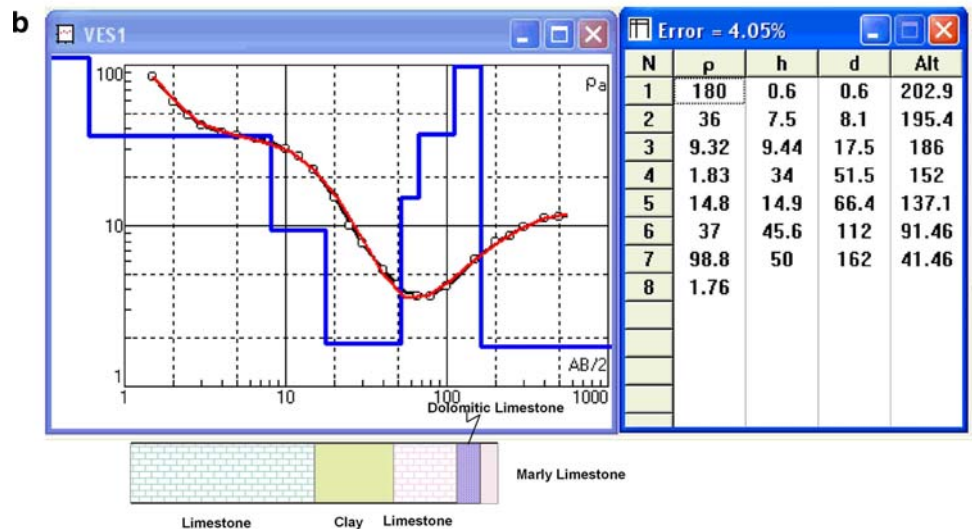 b
VES1
100
10
1
ρa
AB/2
1 10 100 1000
Error = 4.05%
N ρ h d Alt
1 180 0.6 0.6 202.9
2 36 7.5 8.1 195.4
3 9.32 9.44 17.5 186
4 1.83 34 51.5 152
5 14.8 14.9 66.4 137.1
6 37 45.6 112 91.46
7 98.8 50 162 41.46
8 1.76
Dolomitic Limestone
Marly Limestone
Limestone Clay Limestone